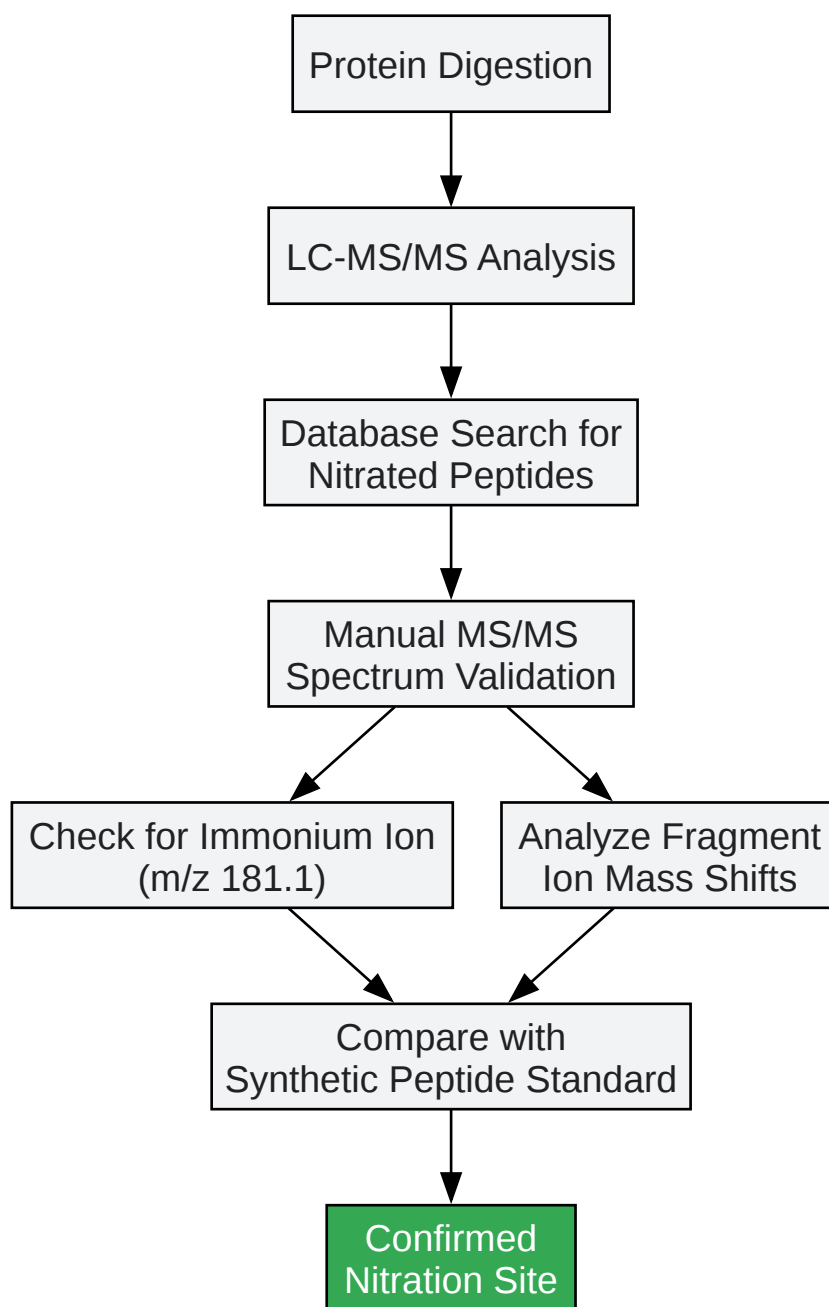 Protein Digestion
LC-MS/MS Analysis
Database Search for
Nitrated Peptides
Manual MS/MS
Spectrum Validation
Check for Immonium Ion
(m/z 181.1)
Analyze Fragment
Ion Mass Shifts
Compare with
Synthetic Peptide Standard
Confirmed
Nitration Site